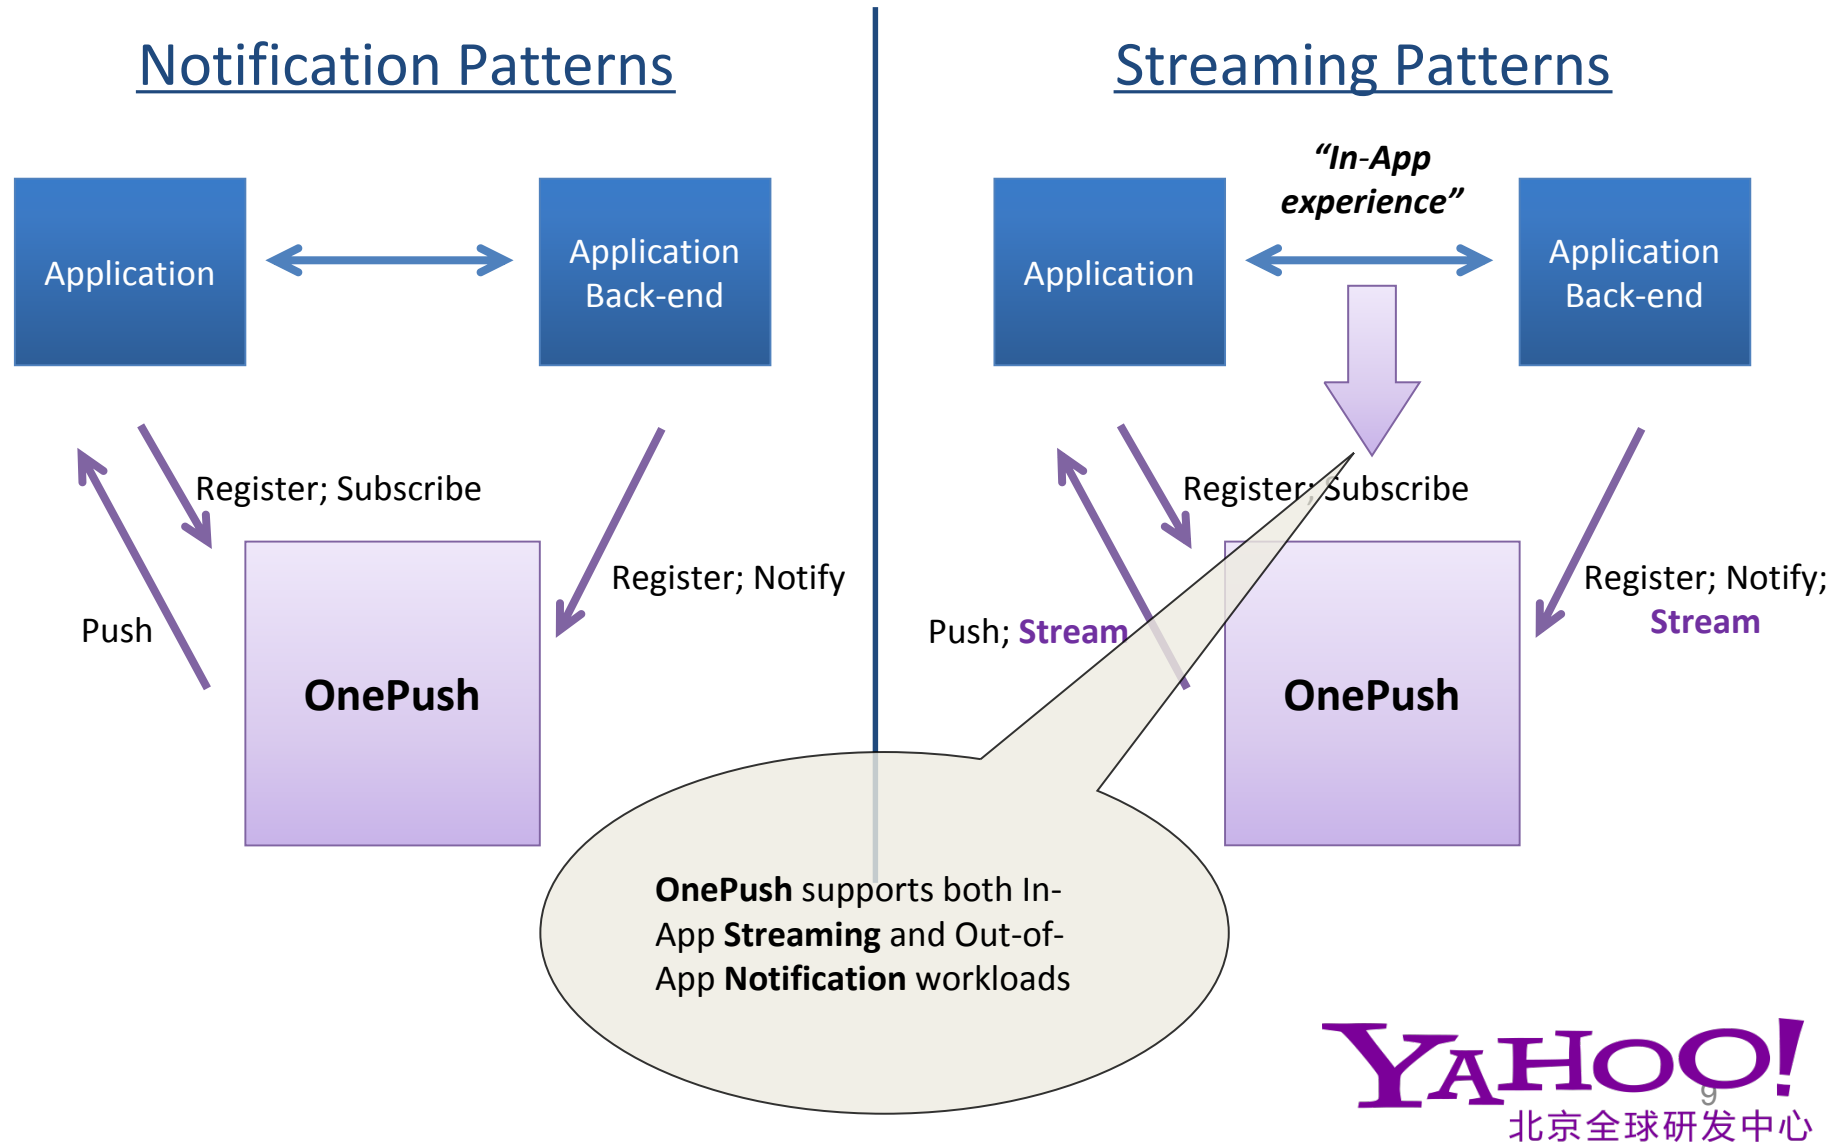 Notification Patterns
Application
Application
Back-end
Register; Subscribe
Register; Notify
Push
OnePush
Streaming Patterns
“In-App
experience”
Application
Application
Back-end
Register; Subscribe
Register; Notify;
Stream
Push; Stream
OnePush
OnePush supports both In-
App Streaming and Out-of-
App Notification workloads
YAHOO!
9
北京全球研发中心